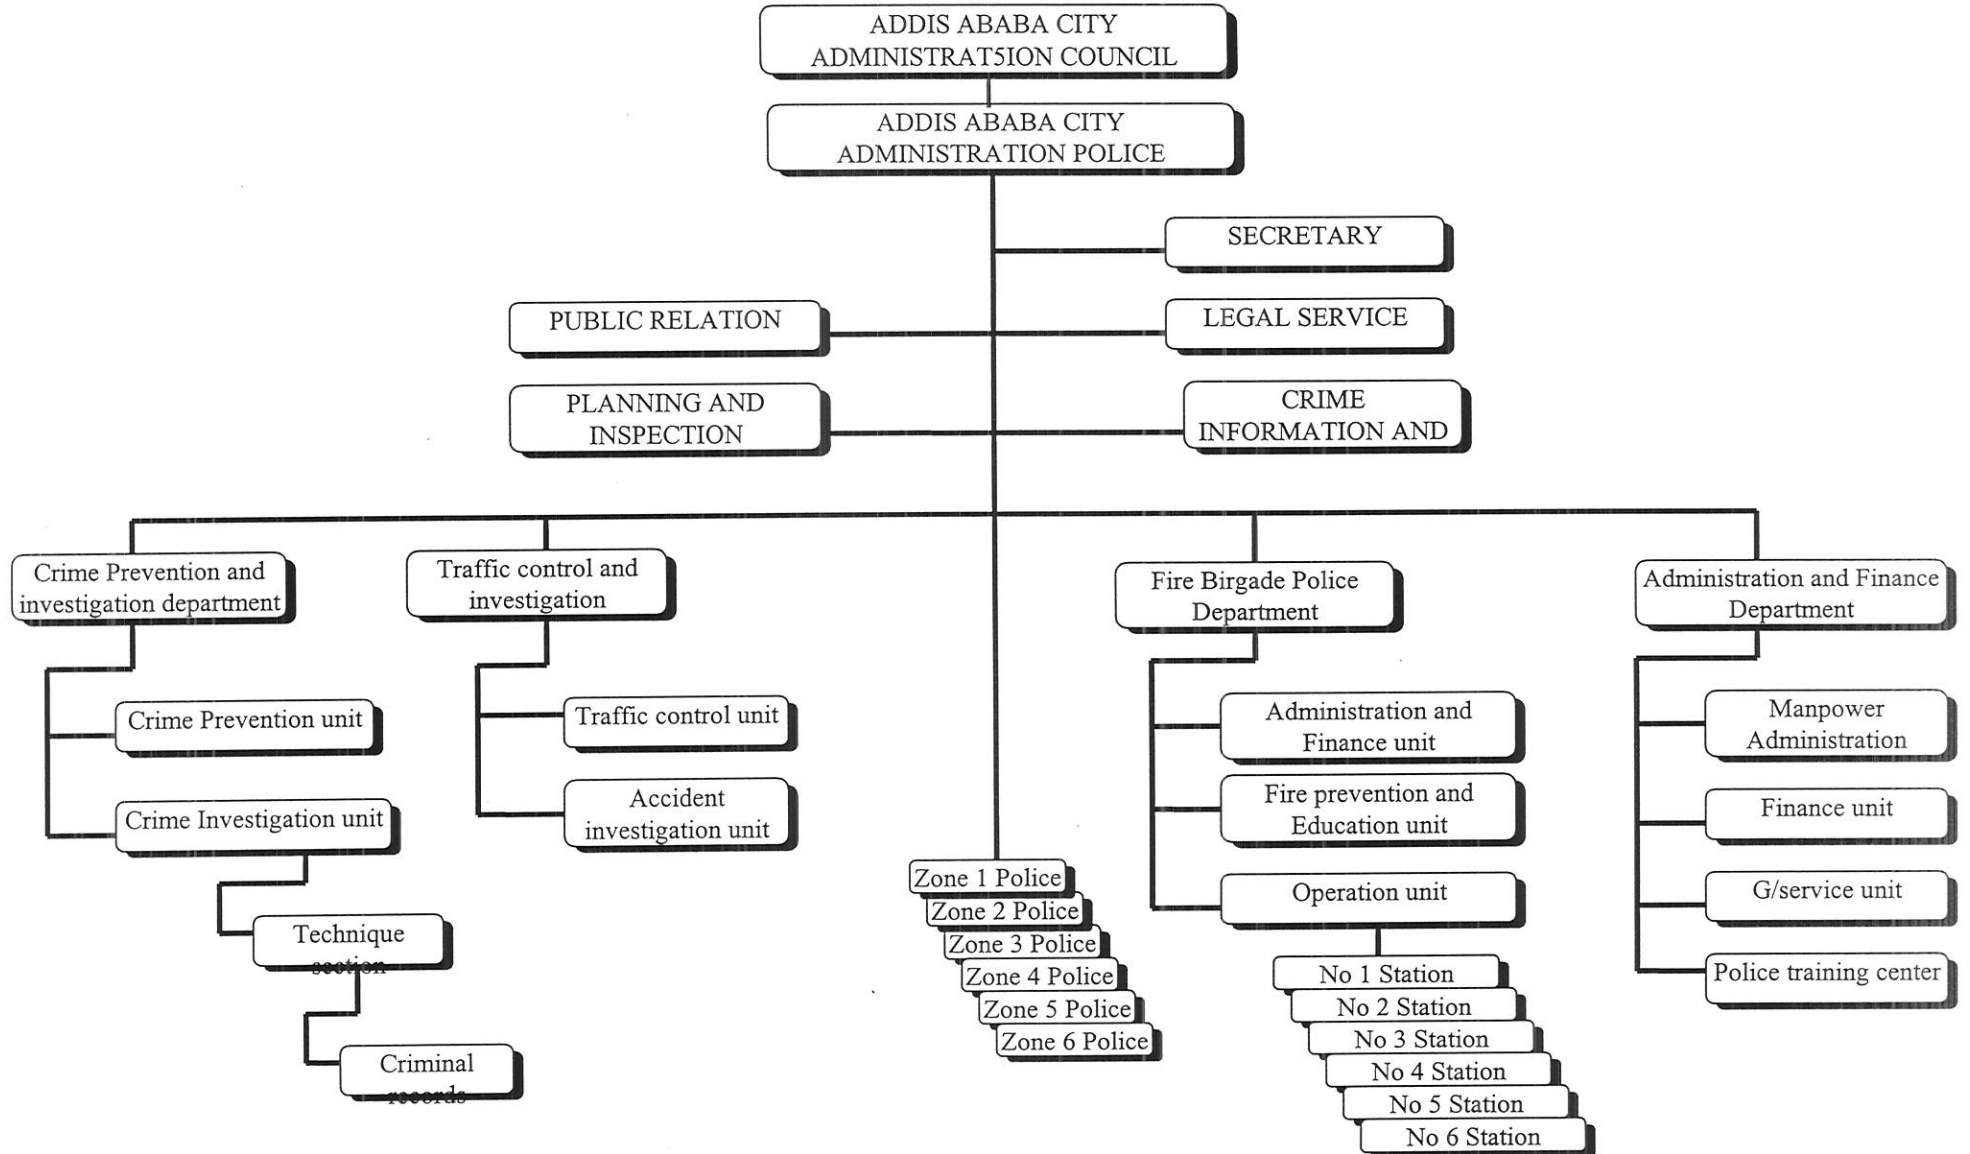 ADDIS ABABA CITY
ADMINISTRAT5ION COUNCIL
ADDIS ABABA CITY
ADMINISTRATION POLICE
SECRETARY
PUBLIC RELATION
LEGAL SERVICE
PLANNING AND
INSPECTION
CRIME
INFORMATION AND
Crime Prevention and
investigation department
Crime Prevention unit
Crime Investigation unit
Technique
section
Criminal
records
Traffic control and
investigation
Traffic control unit
Accident
investigation unit
Zone 1 Police
Zone 2 Police
Zone 3 Police
Zone 4 Police
Zone 5 Police
Zone 6 Police
Fire Birgade Police
Department
Administration and
Finance unit
Fire prevention and
Education unit
Operation unit
No 1 Station
No 2 Station
No 3 Station
No 4 Station
No 5 Station
No 6 Station
Administration and Finance
Department
Manpower
Administration
Finance unit
G/service unit
Police training center